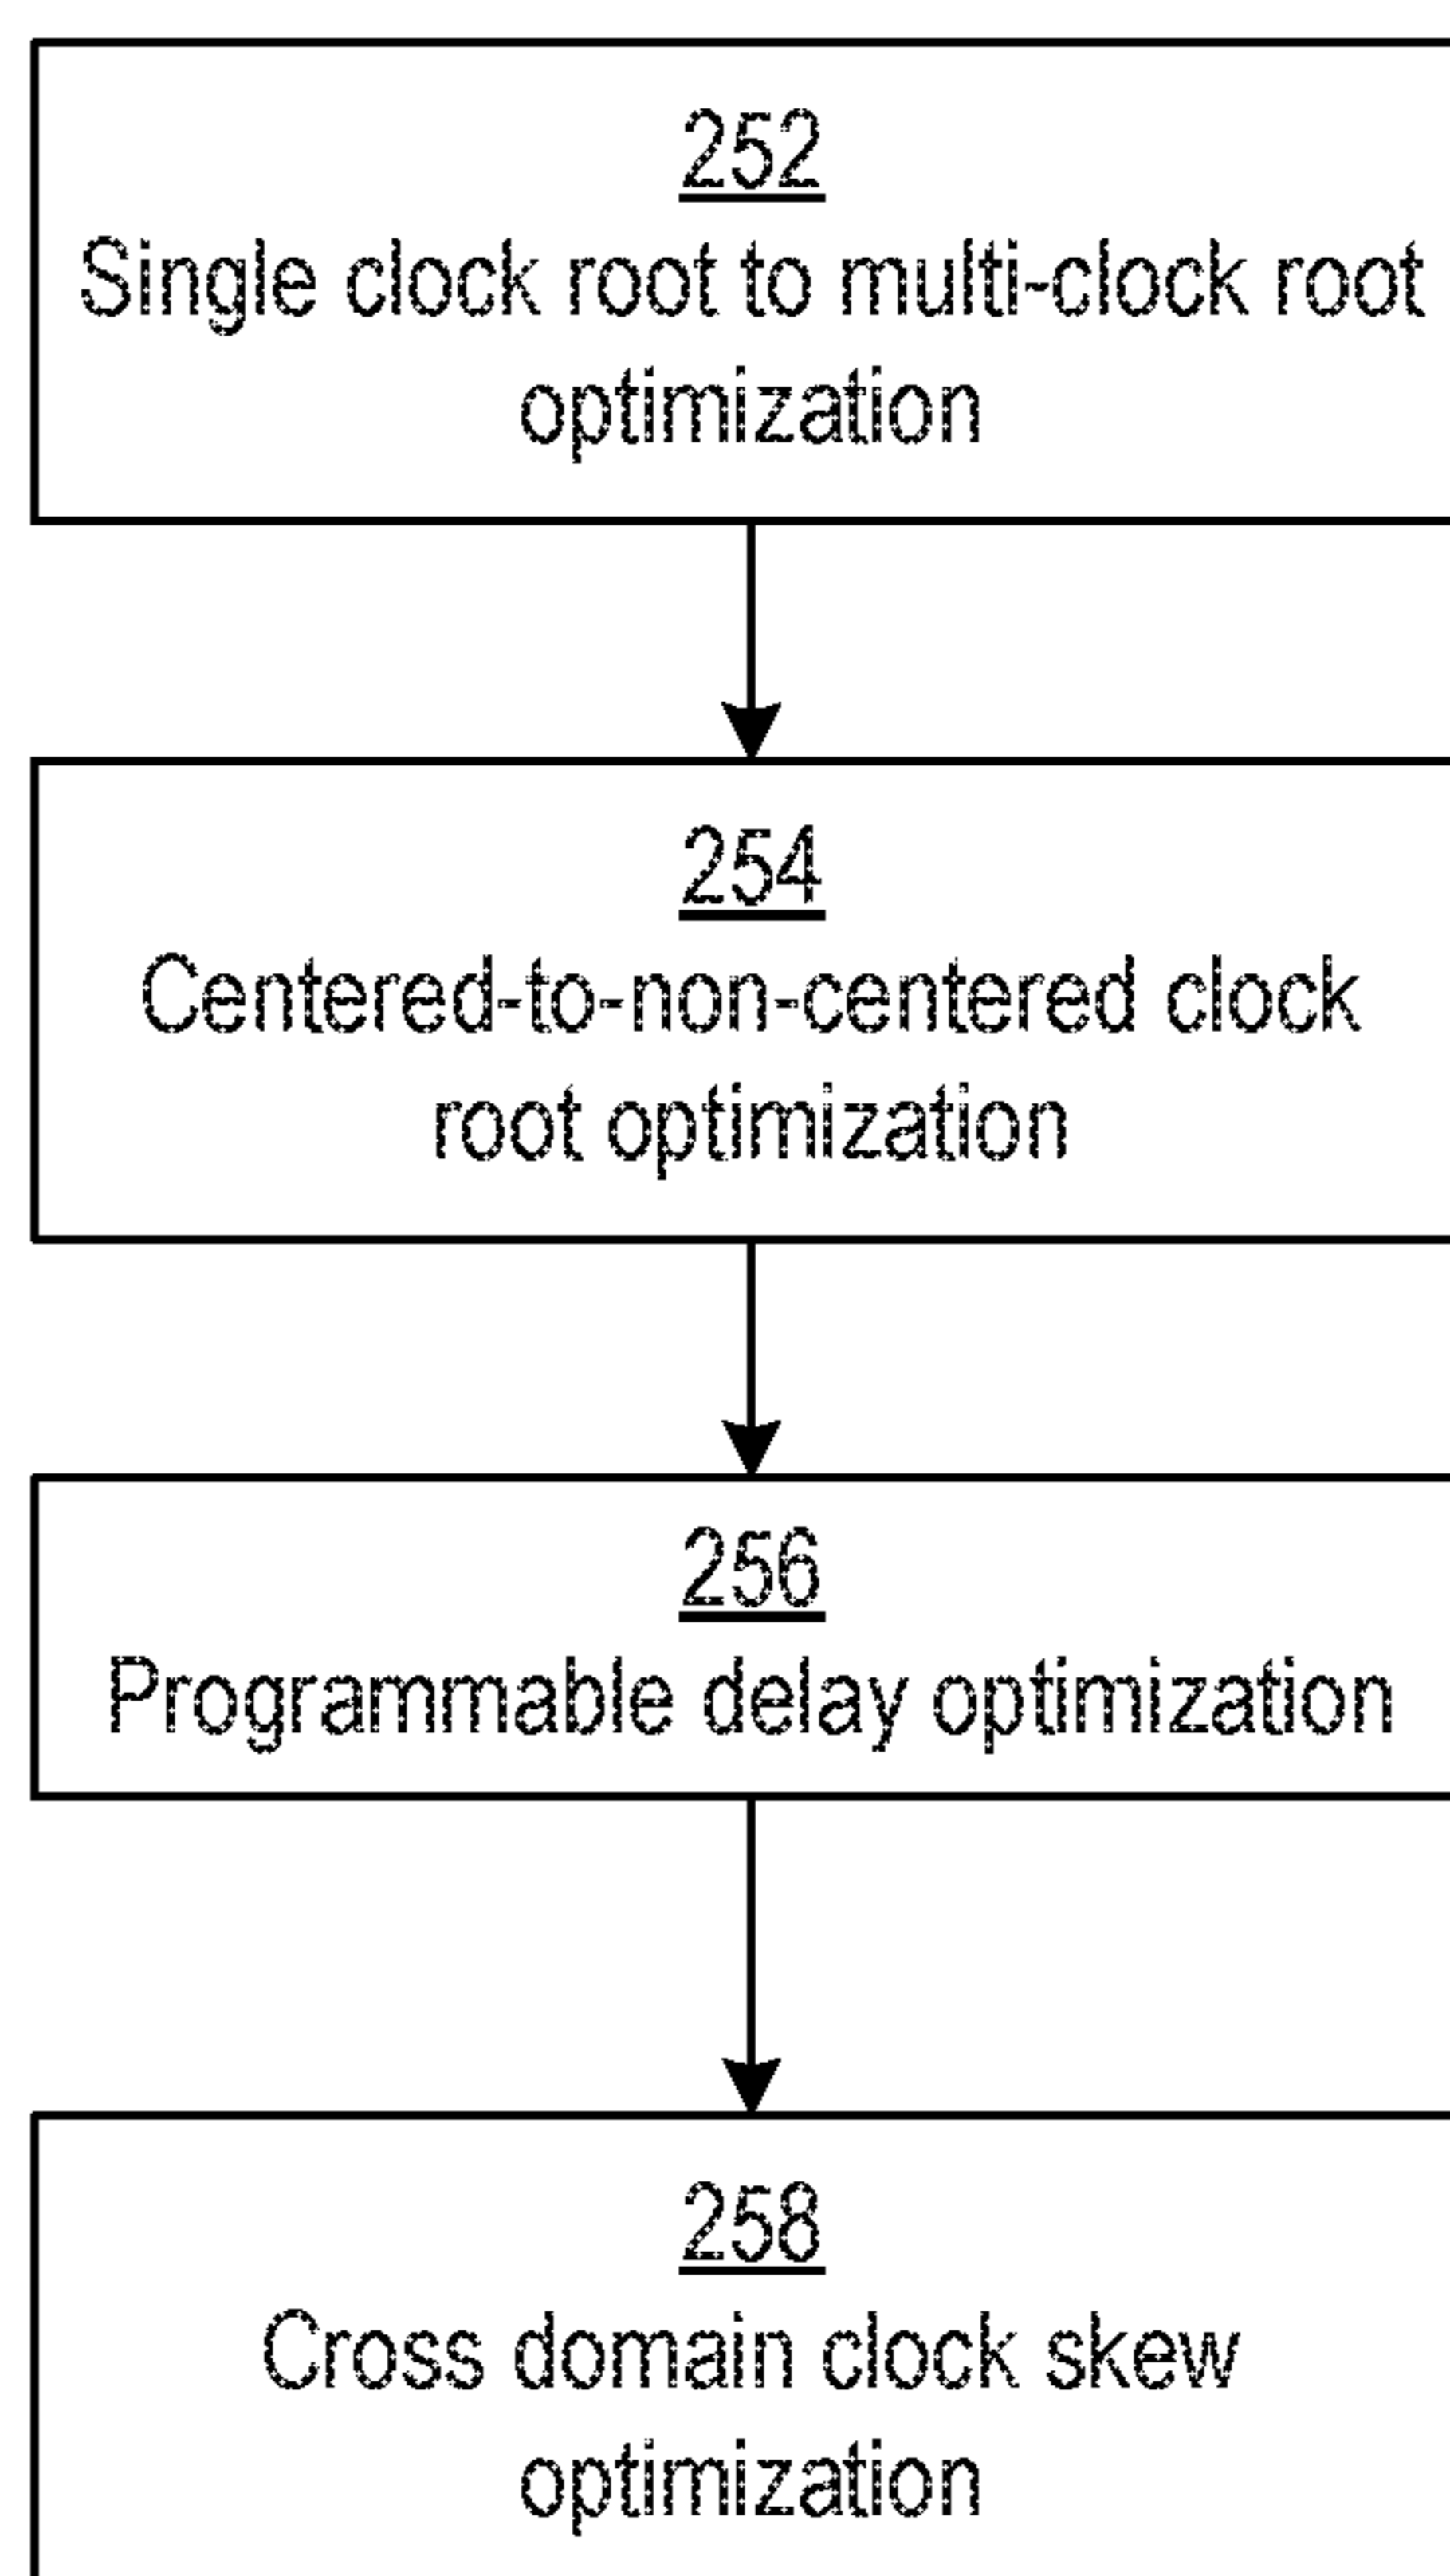 252
Single clock root to multi-clock root
optimization
254
Centered-to-non-centered clock
root optimization
256
Programmable delay optimization
258
Cross domain clock skew
optimization